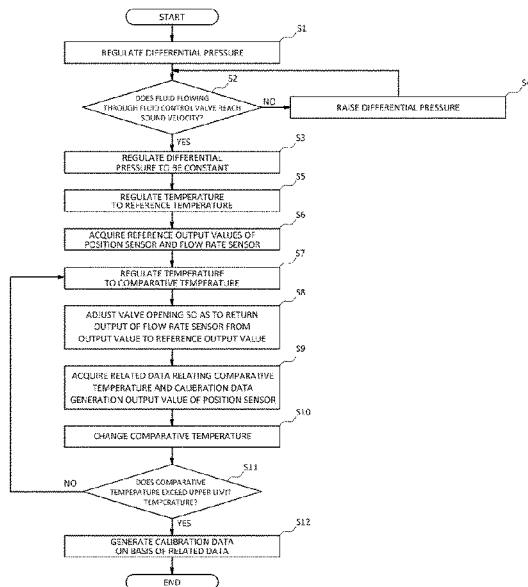 START
S1
REGULATE DIFFERENTIAL PRESSURE
S2
DOES FLUID FLOWING
THROUGH FLUID CONTROL VALVE REACH
SOUND VELOCITY?
NO
RAISE DIFFERENTIAL PRESSURE
YES
S3
REGULATE DIFFERENTIAL
PRESSURE TO BE CONSTANT
S5
REGULATE TEMPERATURE
TO REFERENCE TEMPERATURE
S6
ACQUIRE REFERENCE OUTPUT VALUES OF
POSITION SENSOR AND FLOW RATE SENSOR
S7
REGULATE TEMPERATURE
TO COMPARATIVE TEMPERATURE
S8
ADJUST VALVE OPENING SO AS TO RETURN
OUTPUT OF FLOW RATE SENSOR FROM
OUTPUT VALUE TO REFERENCE OUTPUT VALUE
S9
ACQUIRE RELATED DATA RELATING COMPARATIVE
TEMPERATURE AND CALIBRATION DATA
GENERATION OUTPUT VALUE OF POSITION SENSOR
S10
CHANGE COMPARATIVE TEMPERATURE
S11
DOES COMPARATIVE
TEMPERATURE EXCEED UPPER LIMIT
TEMPERATURE?
NO
YES
S12
GENERATE CALIBRATION DATA
ON BASIS OF RELATED DATA
END